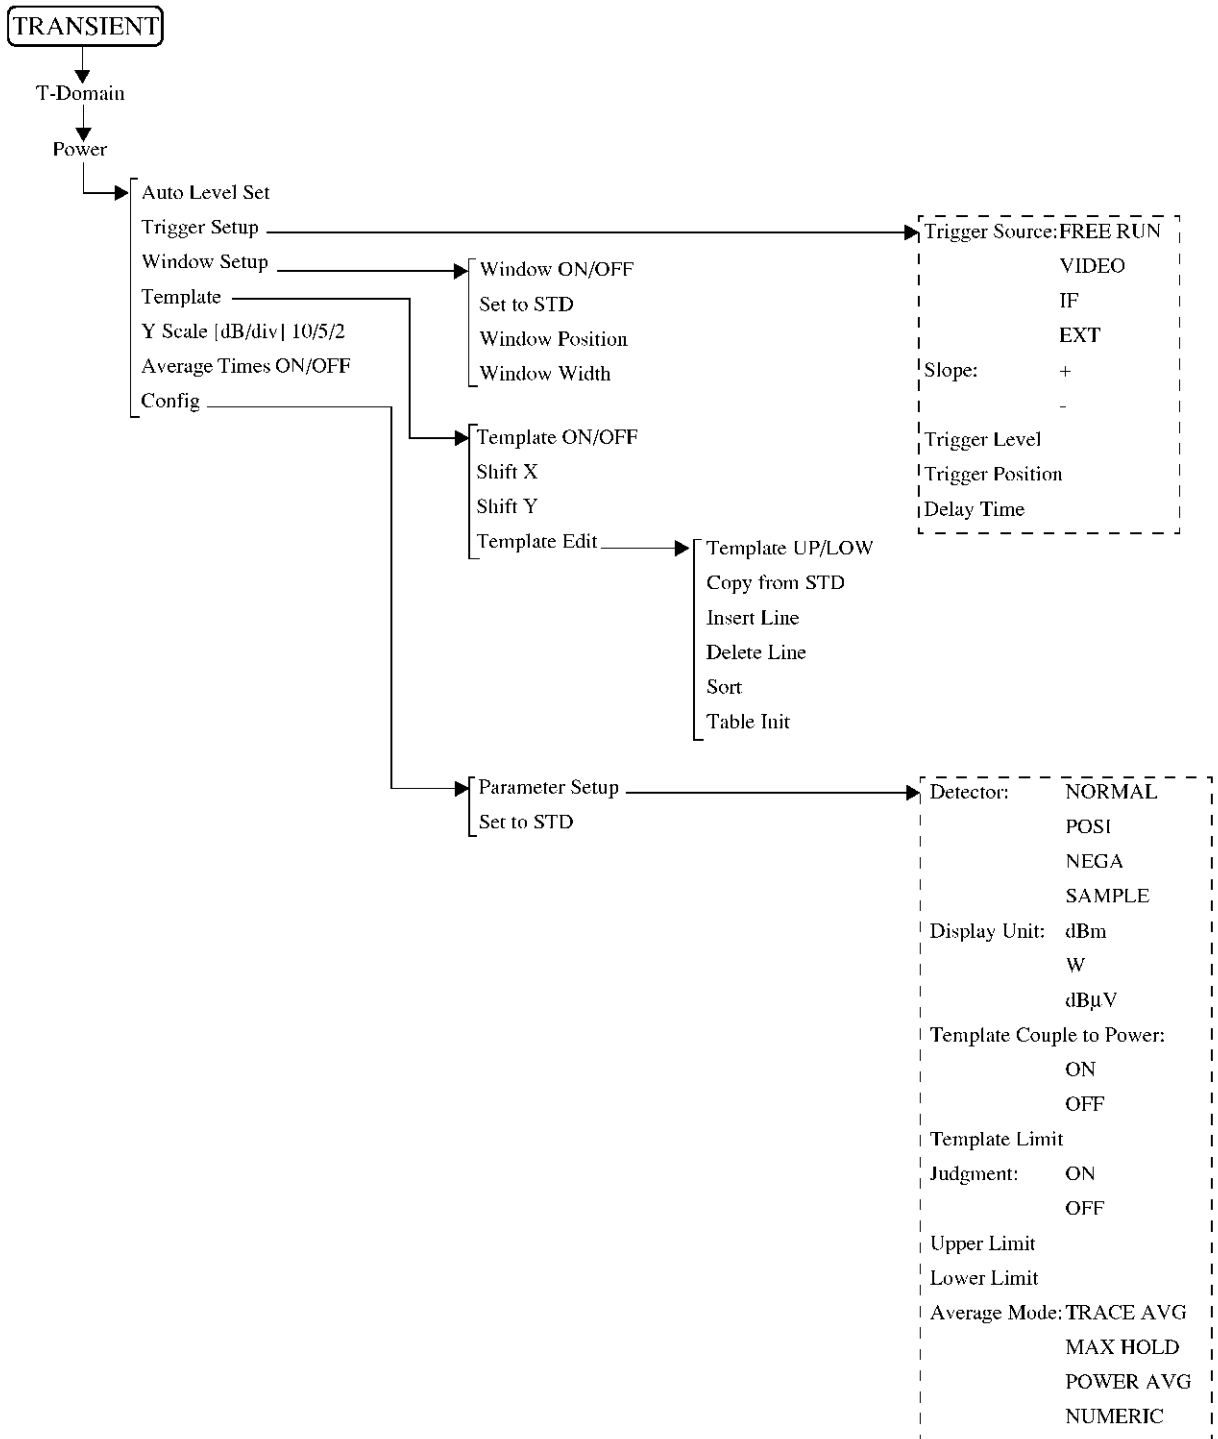 TRANSIENT
T-Domain
Power
Auto Level Set
Trigger Setup
Window Setup
Template
Y Scale [dB/div] 10/5/2
Average Times ON/OFF
Config
Window ON/OFF
Set to STD
Window Position
Window Width
Template ON/OFF
Shift X
Shift Y
Template Edit
Template UP/LOW
Copy from STD
Insert Line
Delete Line
Sort
Table Init
Trigger Source: FREE RUN
VIDEO
IF
EXT
Slope: +
-
Trigger Level
Trigger Position
Delay Time
Parameter Setup
Set to STD
Detector: NORMAL
POSI
NEGA
SAMPLE
Display Unit: dBm
W
dBµV
Template Couple to Power:
ON
OFF
Template Limit
Judgment: ON
OFF
Upper Limit
Lower Limit
Average Mode: TRACE AVG
MAX HOLD
POWER AVG
NUMERIC